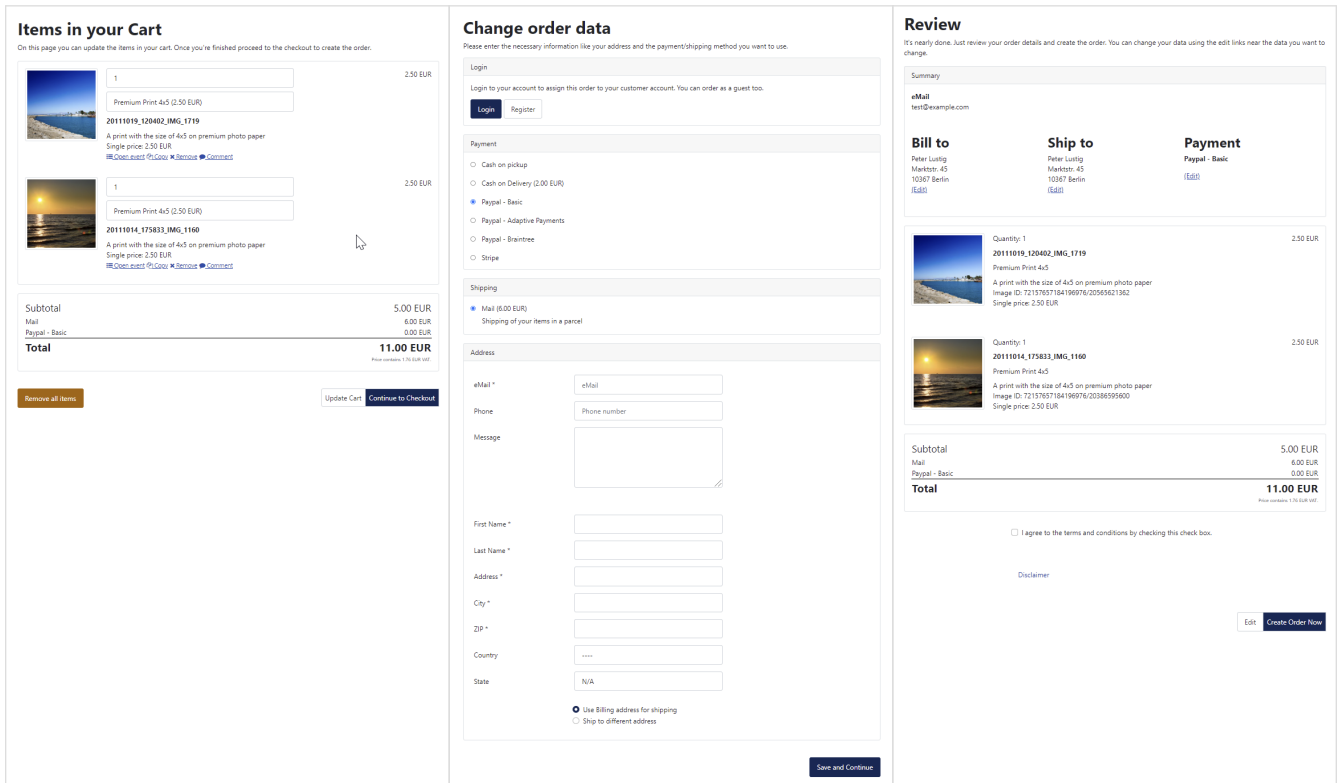 Items in your Cart
On this page you can update the items in your cart. Once you're finished proceed to the checkout to create the order.
1
2.50 EUR
Premium Print 4x5 (2.50 EUR)
20111019_120402_IMG_1719
A print with the size of 4x5 on premium photo paper
Single price: 2.50 EUR
Open event Copy Remove Comment
1
2.50 EUR
Premium Print 4x5 (2.50 EUR)
20111014_175833_IMG_1160
A print with the size of 4x5 on premium photo paper
Single price: 2.50 EUR
Open event Copy Remove Comment
Subtotal 5.00 EUR
Mail 6.00 EUR
Paypal - Basic 0.00 EUR
Total 11.00 EUR
Price contains 1.76 EUR VAT.
Remove all items
Update Cart Continue to Checkout
Change order data
Please enter the necessary information like your address and the payment/shipping method you want to use.
Login
Login to your account to assign this order to your customer account. You can order as a guest too.
Login Register
Payment
Cash on pickup
Cash on Delivery (2.00 EUR)
Paypal - Basic
Paypal - Adaptive Payments
Paypal - Braintree
Stripe
Shipping
Mail (6.00 EUR)
Shipping of your items in a parcel
Address
eMail * eMail
Phone Phone number
Message
First Name *
Last Name *
Address *
City *
ZIP *
Country ----
State N/A
Use Billing address for shipping
Ship to different address
Save and Continue
Review
It's nearly done. Just review your order details and create the order. You can change your data using the edit links near the data you want to
change.
Summary
eMail
test@example.com
Bill to Ship to Payment
Peter Lustig Peter Lustig Paypal - Basic
Marktstr. 45 Marktstr. 45
10367 Berlin 10367 Berlin (Edit)
(Edit) (Edit)
Quantity: 1 2.50 EUR
20111019_120402_IMG_1719
Premium Print 4x5
A print with the size of 4x5 on premium photo paper
Image ID: 72157657184196976/20565621362
Single price: 2.50 EUR
Quantity: 1 2.50 EUR
20111014_175833_IMG_1160
Premium Print 4x5
A print with the size of 4x5 on premium photo paper
Image ID: 72157657184196976/20386595600
Single price: 2.50 EUR
Subtotal 5.00 EUR
Mail 6.00 EUR
Paypal - Basic 0.00 EUR
Total 11.00 EUR
Price contains 1.76 EUR VAT.
I agree to the terms and conditions by checking this check box.
Disclaimer
Edit Create Order Now